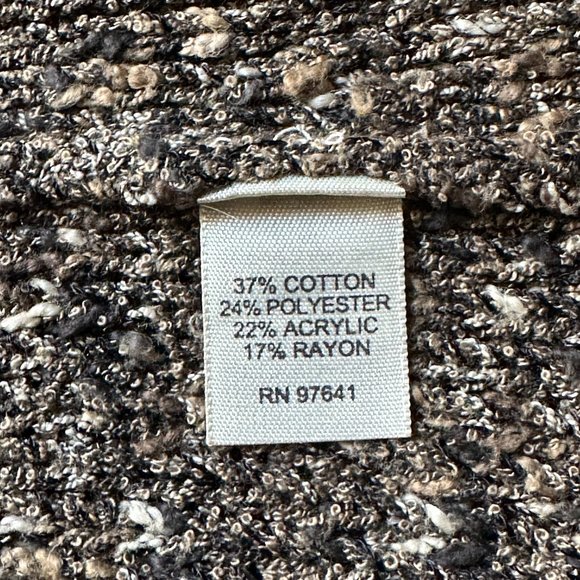 37% COTTON
24% POLYESTER
22% ACRYLIC
17% RAYON
RN 97641